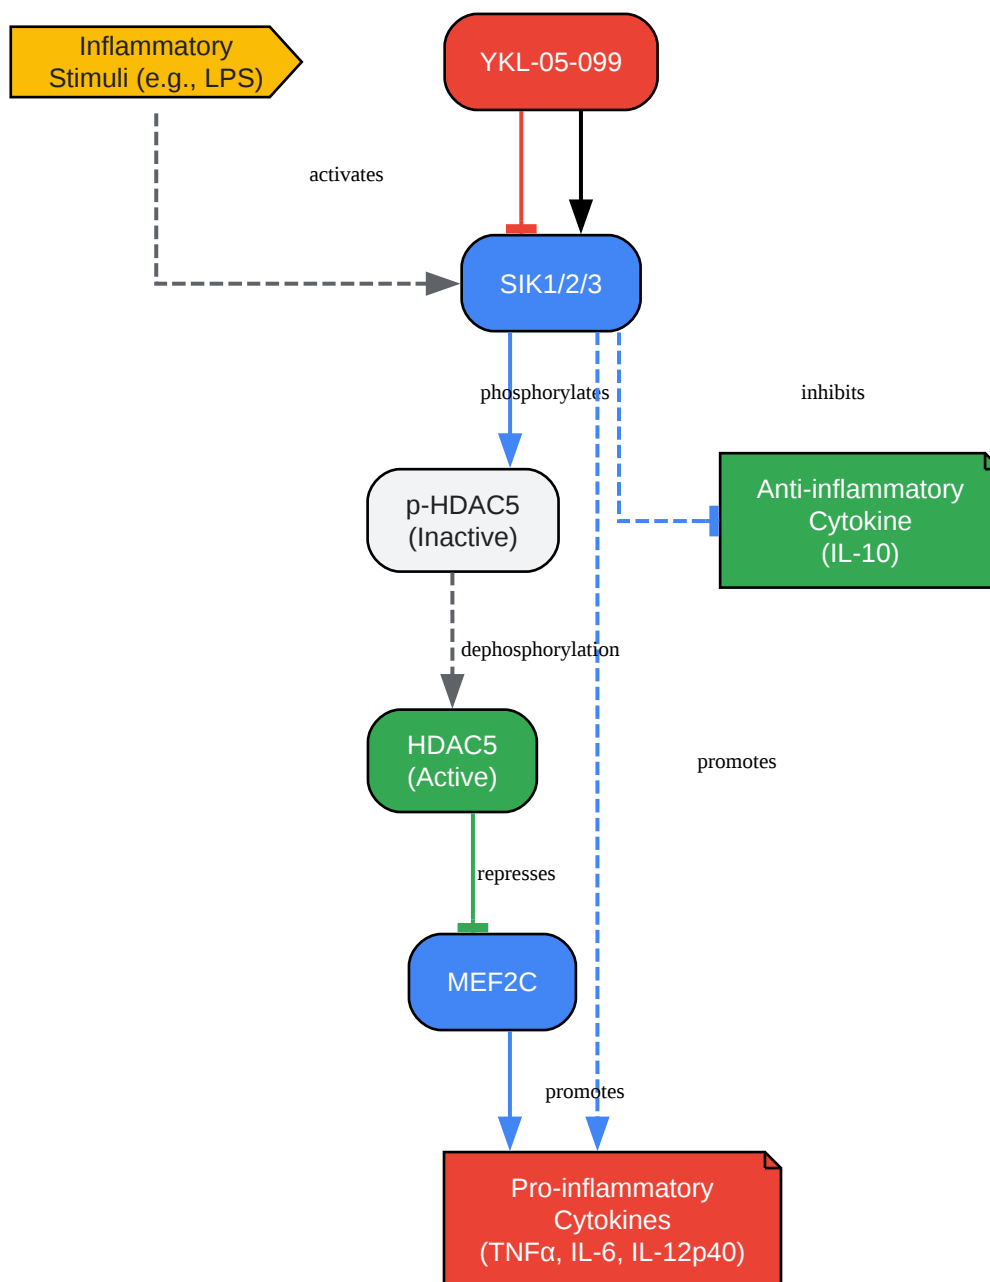 Inflammatory
Stimuli (e.g., LPS)
YKL-05-099
activates
SIK1/2/3
phosphorylates
inhibits
p-HDAC5
(Inactive)
Anti-inflammatory
Cytokine
(IL-10)
dephosphorylation
HDAC5
(Active)
promotes
represses
MEF2C
promotes
Pro-inflammatory
Cytokines
(TNFα, IL-6, IL-12p40)